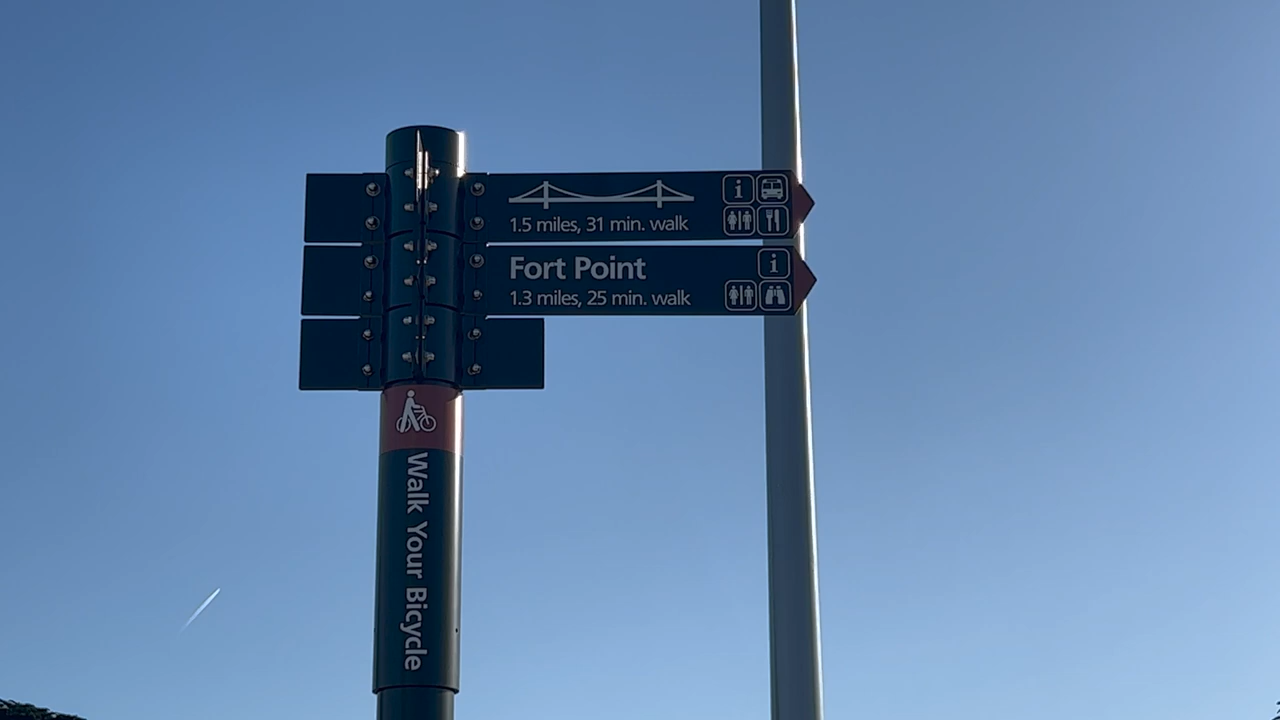 1.5 miles, 31 min. walk
Fort Point
1.3 miles, 25 min. walk
Walk Your Bicycle